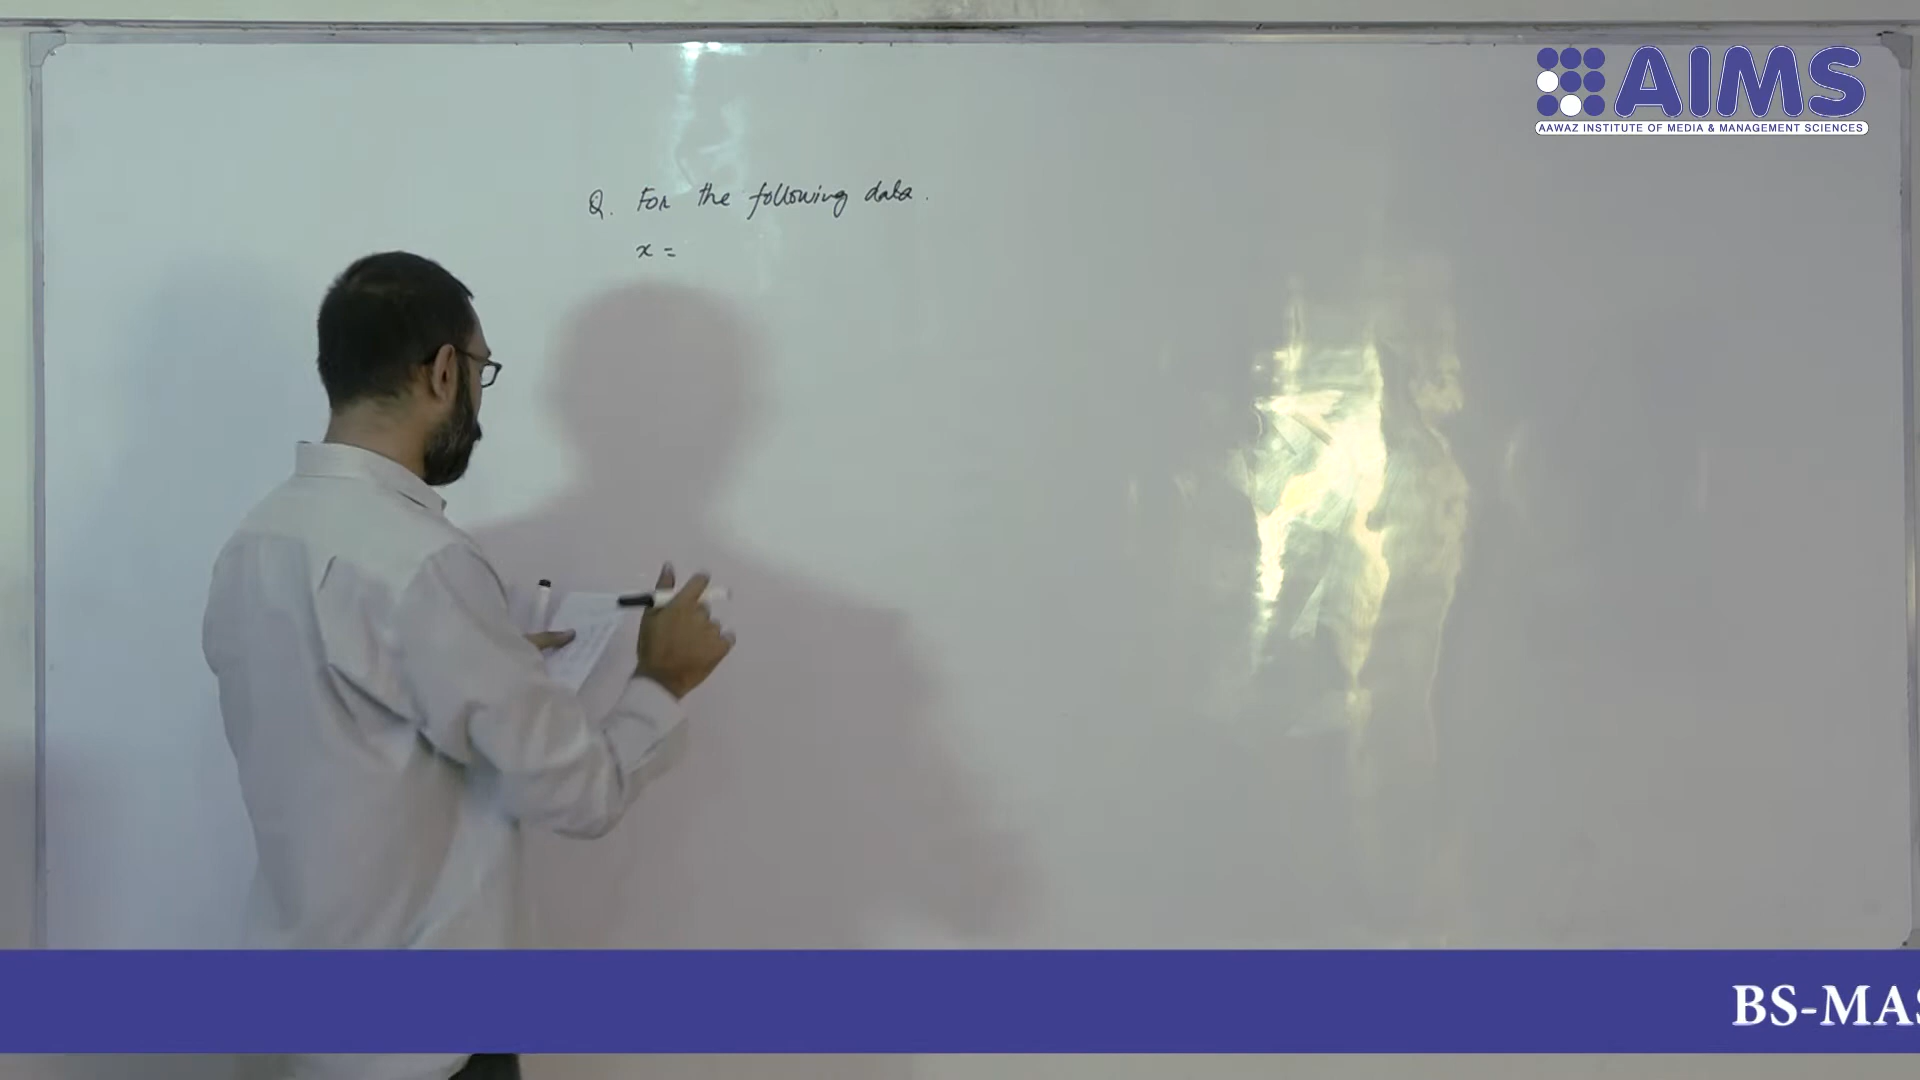 AIMS
AAWAZ INSTITUTE OF MEDIA & MANAGEMENT SCIENCES
Q. For the following data.
x =
BS-MAS